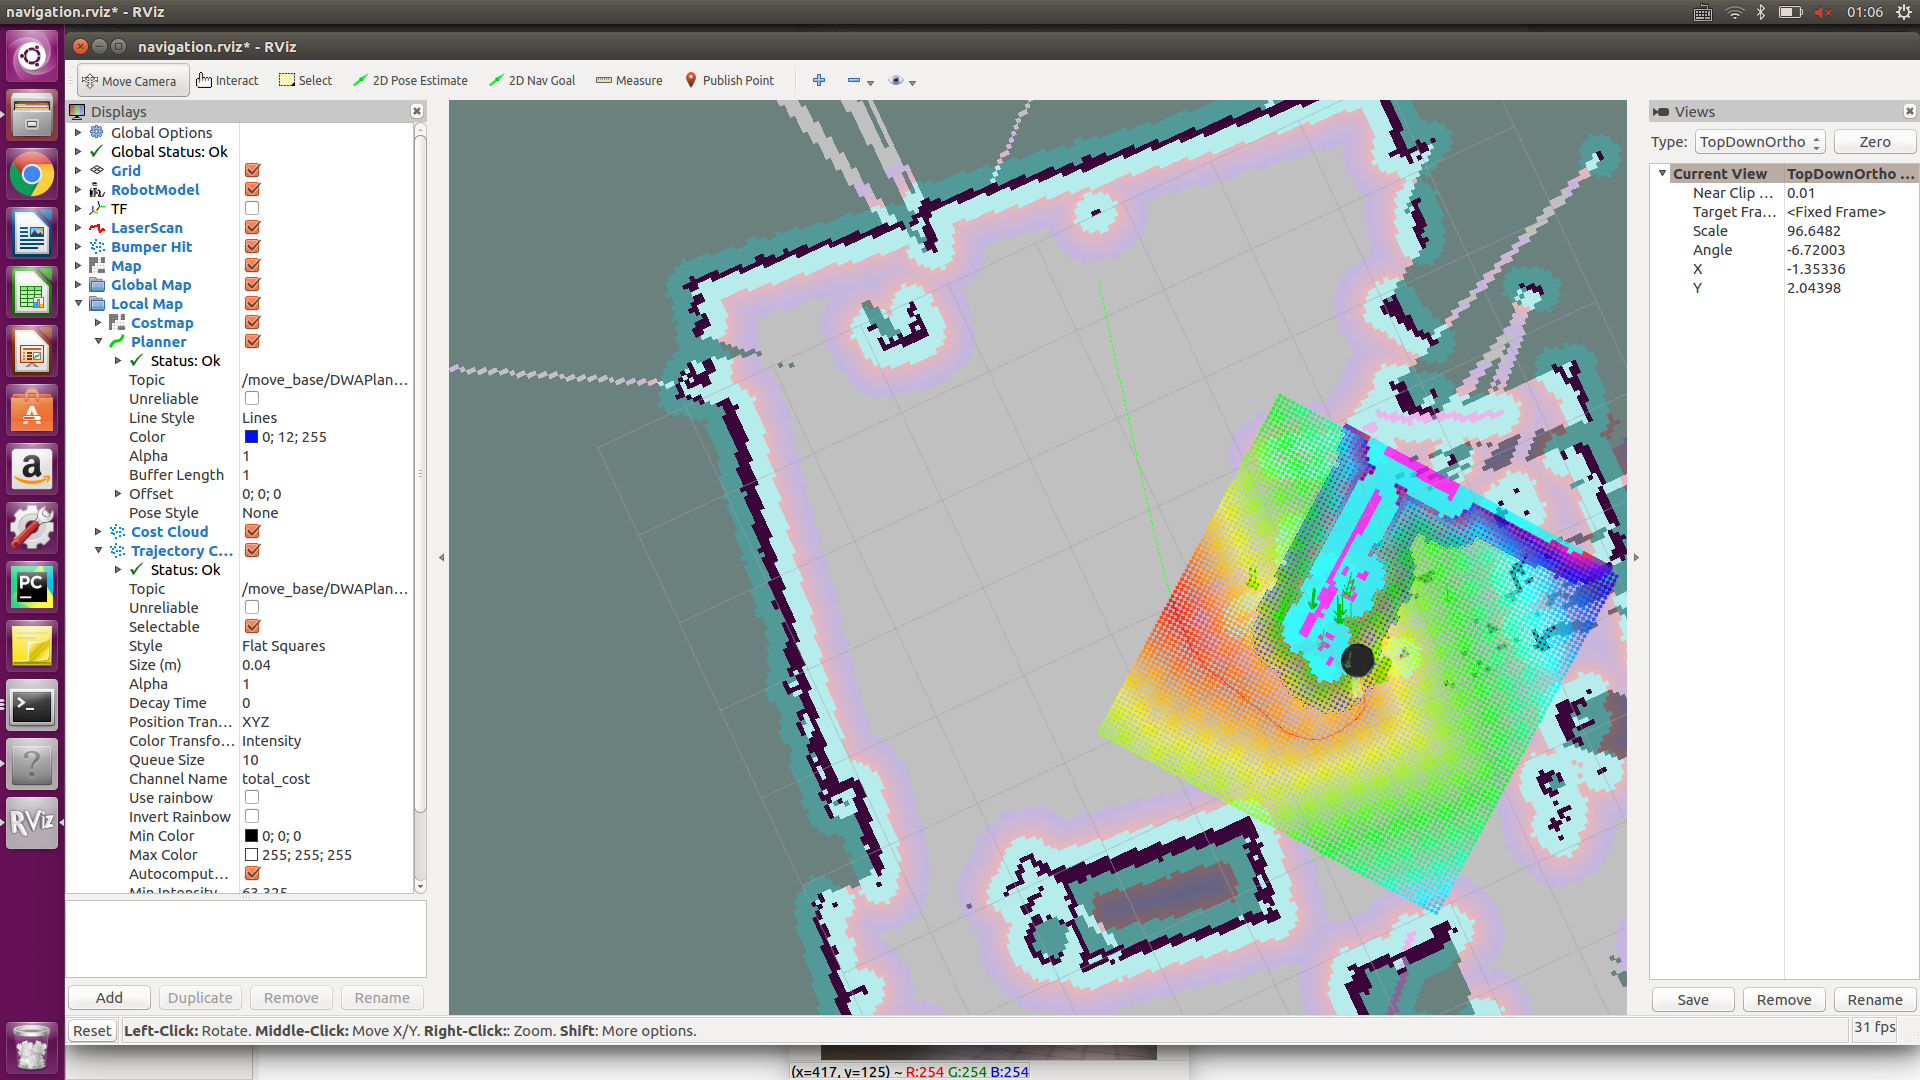 navigation.rviz* - RViz
01:06
navigation.rviz* - RViz
Move Camera
Interact
Select
2D Pose Estimate
2D Nav Goal
Measure
Publish Point
Displays
Global Options
Global Status: Ok
Grid
RobotModel
TF
LaserScan
Bumper Hit
Map
Global Map
Local Map
Costmap
Planner
Status: Ok
Topic /move_base/DWAPlan...
Unreliable
Line Style Lines
Color 0; 12; 255
Alpha 1
Buffer Length 1
Offset 0; 0; 0
Pose Style None
Cost Cloud
Trajectory C...
Status: Ok
Topic /move_base/DWAPlan...
Unreliable
Selectable
Style Flat Squares
Size (m) 0.04
Alpha 1
Decay Time 0
Position Tran... XYZ
Color Transfo... Intensity
Queue Size 10
Channel Name total_cost
Use rainbow
Invert Rainbow
Min Color 0; 0; 0
Max Color 255; 255; 255
Autocomput...
Min Intensity 63.325
Add
Duplicate
Remove
Rename
Reset
Left-Click: Rotate. Middle-Click: Move X/Y. Right-Click:: Zoom. Shift: More options.
31 fps
Views
Type: TopDownOrtho
Zero
Current View TopDownOrtho ...
Near Clip ... 0.01
Target Fra... <Fixed Frame>
Scale 96.6482
Angle -6.72003
X -1.35336
Y 2.04398
Save
Remove
Rename
a
PC
>_
?
RViz
(x=417, y=125) ~ R:254 G:254 B:254